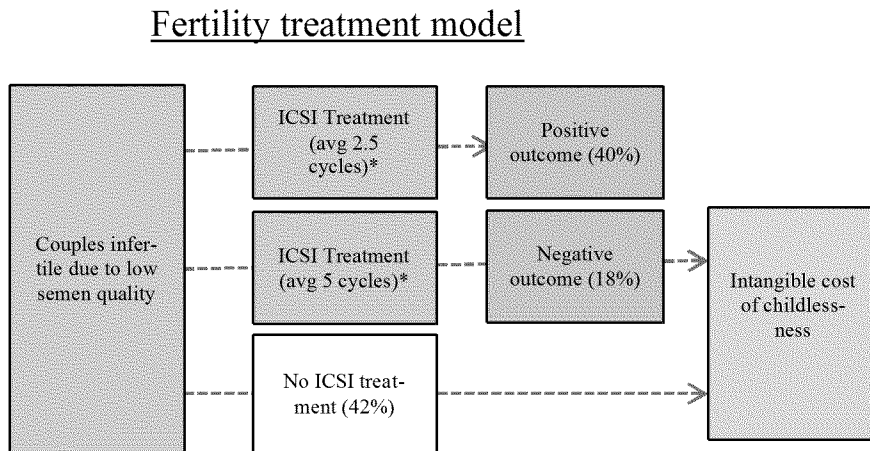 Fertility treatment model
ICSI Treatment
(avg 2.5
cycles)*
Positive
outcome (40%)
Couples infer-
tile due to low
semen quality
ICSI Treatment
(avg 5 cycles)*
Negative
outcome (18%)
Intangible cost
of childless-
ness
No ICSI treat-
ment (42%)